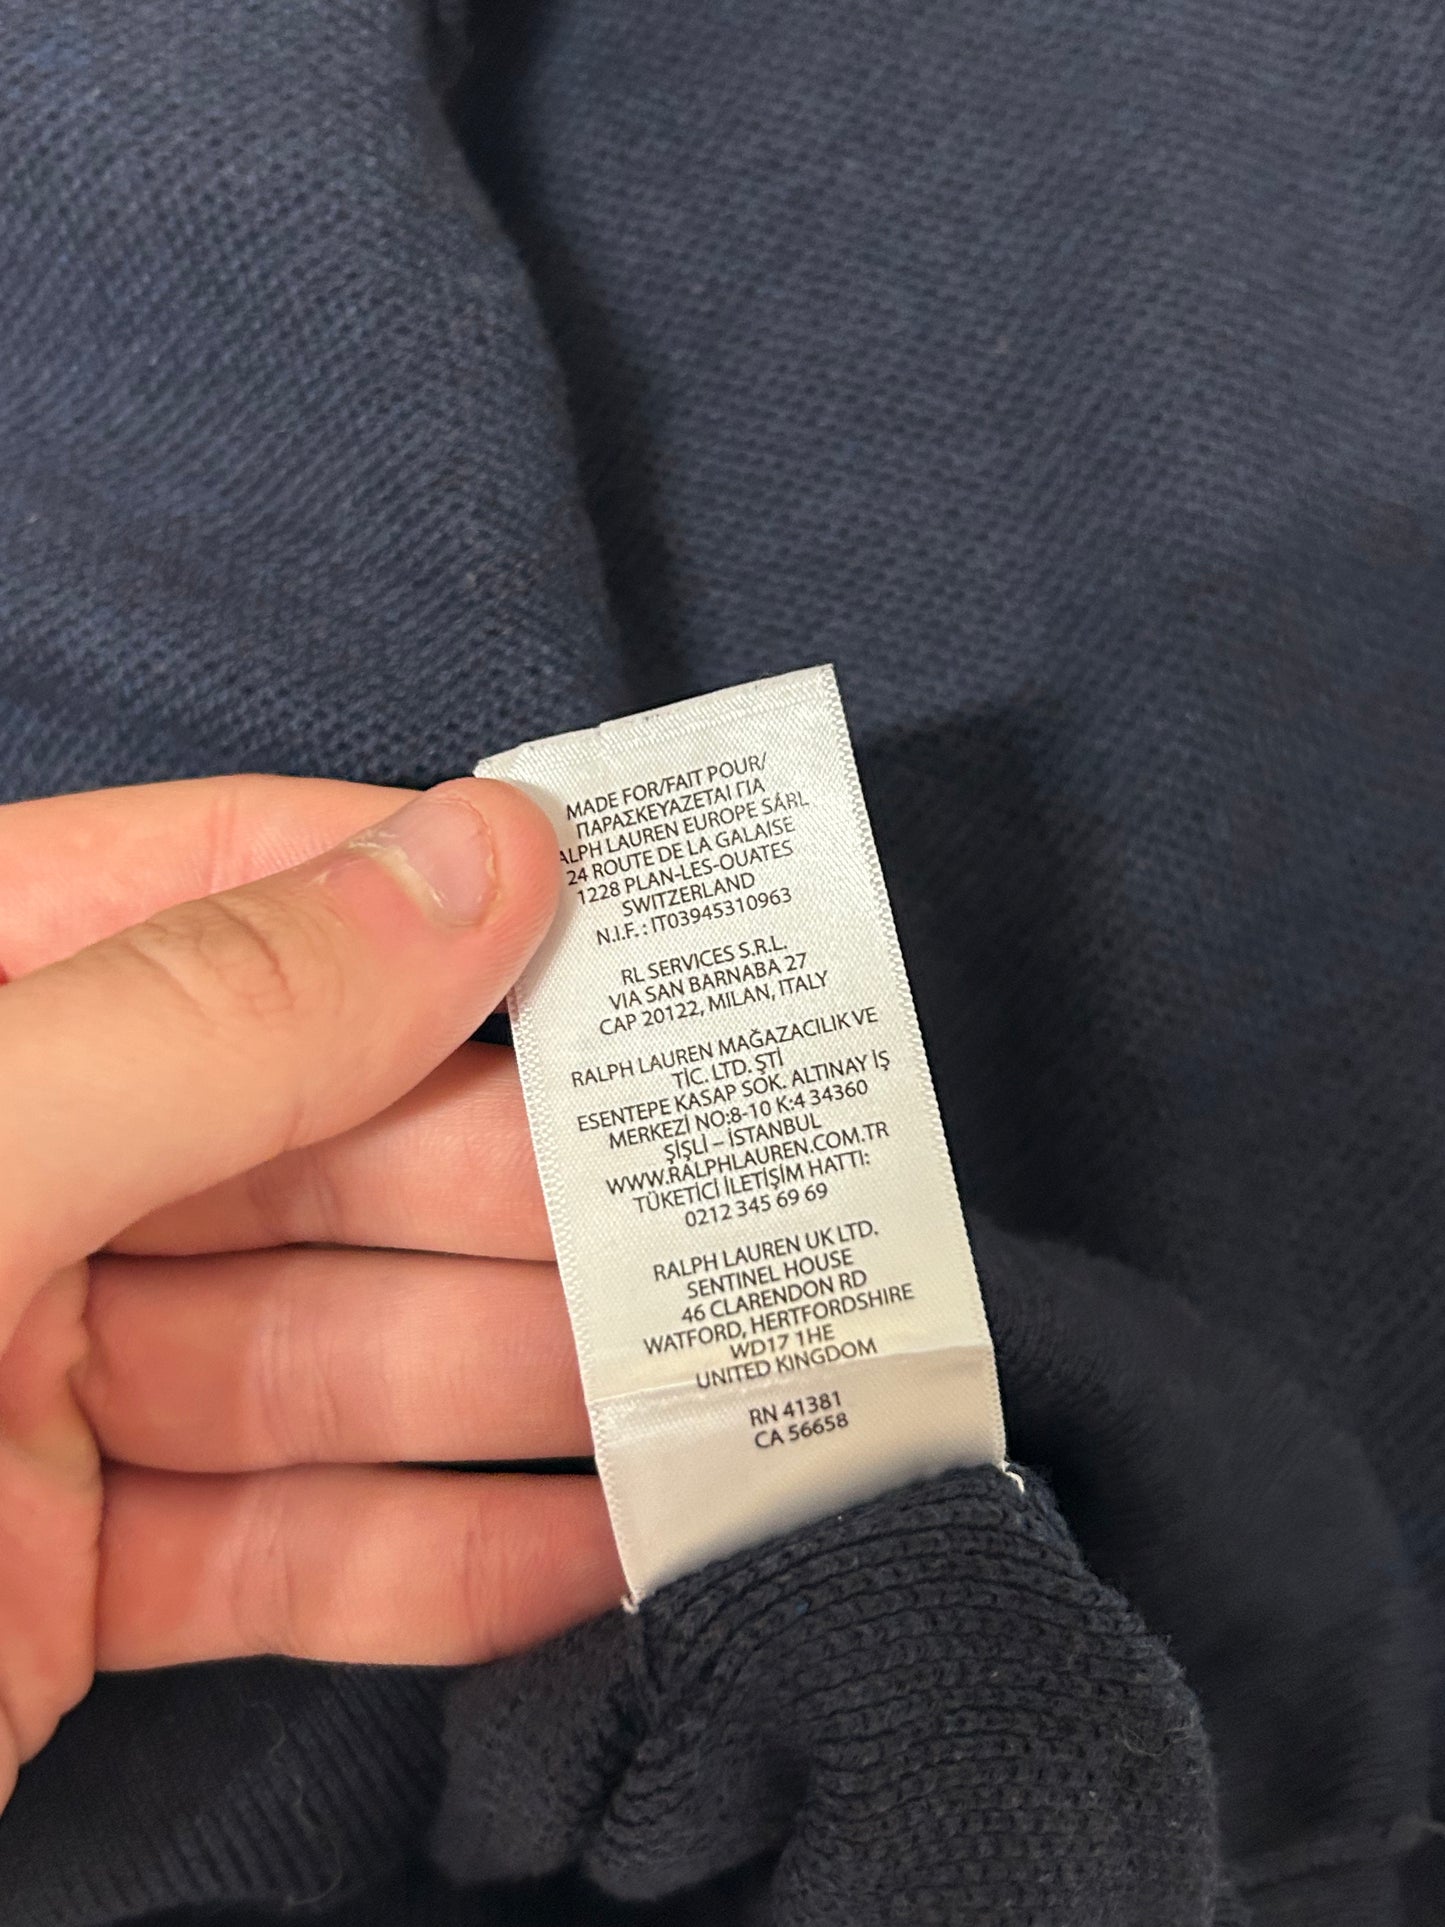 MADE FOR/FAIT POUR/
ΠΑΡΑΣΚΕΥΑΖΕΤΑΙ ΓΙΑ
ALPH LAUREN EUROPE SÁRL
24 ROUTE DE LA GALAISE
1228 PLAN-LES-OUATES
SWITZERLAND
N.I.F. : IT03945310963
RL SERVICES S.R.L.
VIA SAN BARNABA 27
CAP 20122, MILAN, ITALY
RALPH LAUREN MAĞAZACILIK VE
TİC. LTD. ŞTİ
ESENTEPE KASAP SOK. ALTINAY İŞ
MERKEZİ NO:8-10 K:4 34360
ŞİŞLİ – İSTANBUL
WWW.RALPHLAUREN.COM.TR
TÜKETİCİ İLETİŞİM HATTI:
0212 345 69 69
RALPH LAUREN UK LTD.
SENTINEL HOUSE
46 CLARENDON RD
WATFORD, HERTFORDSHIRE
WD17 1HE
UNITED KINGDOM
RN 41381
CA 56658